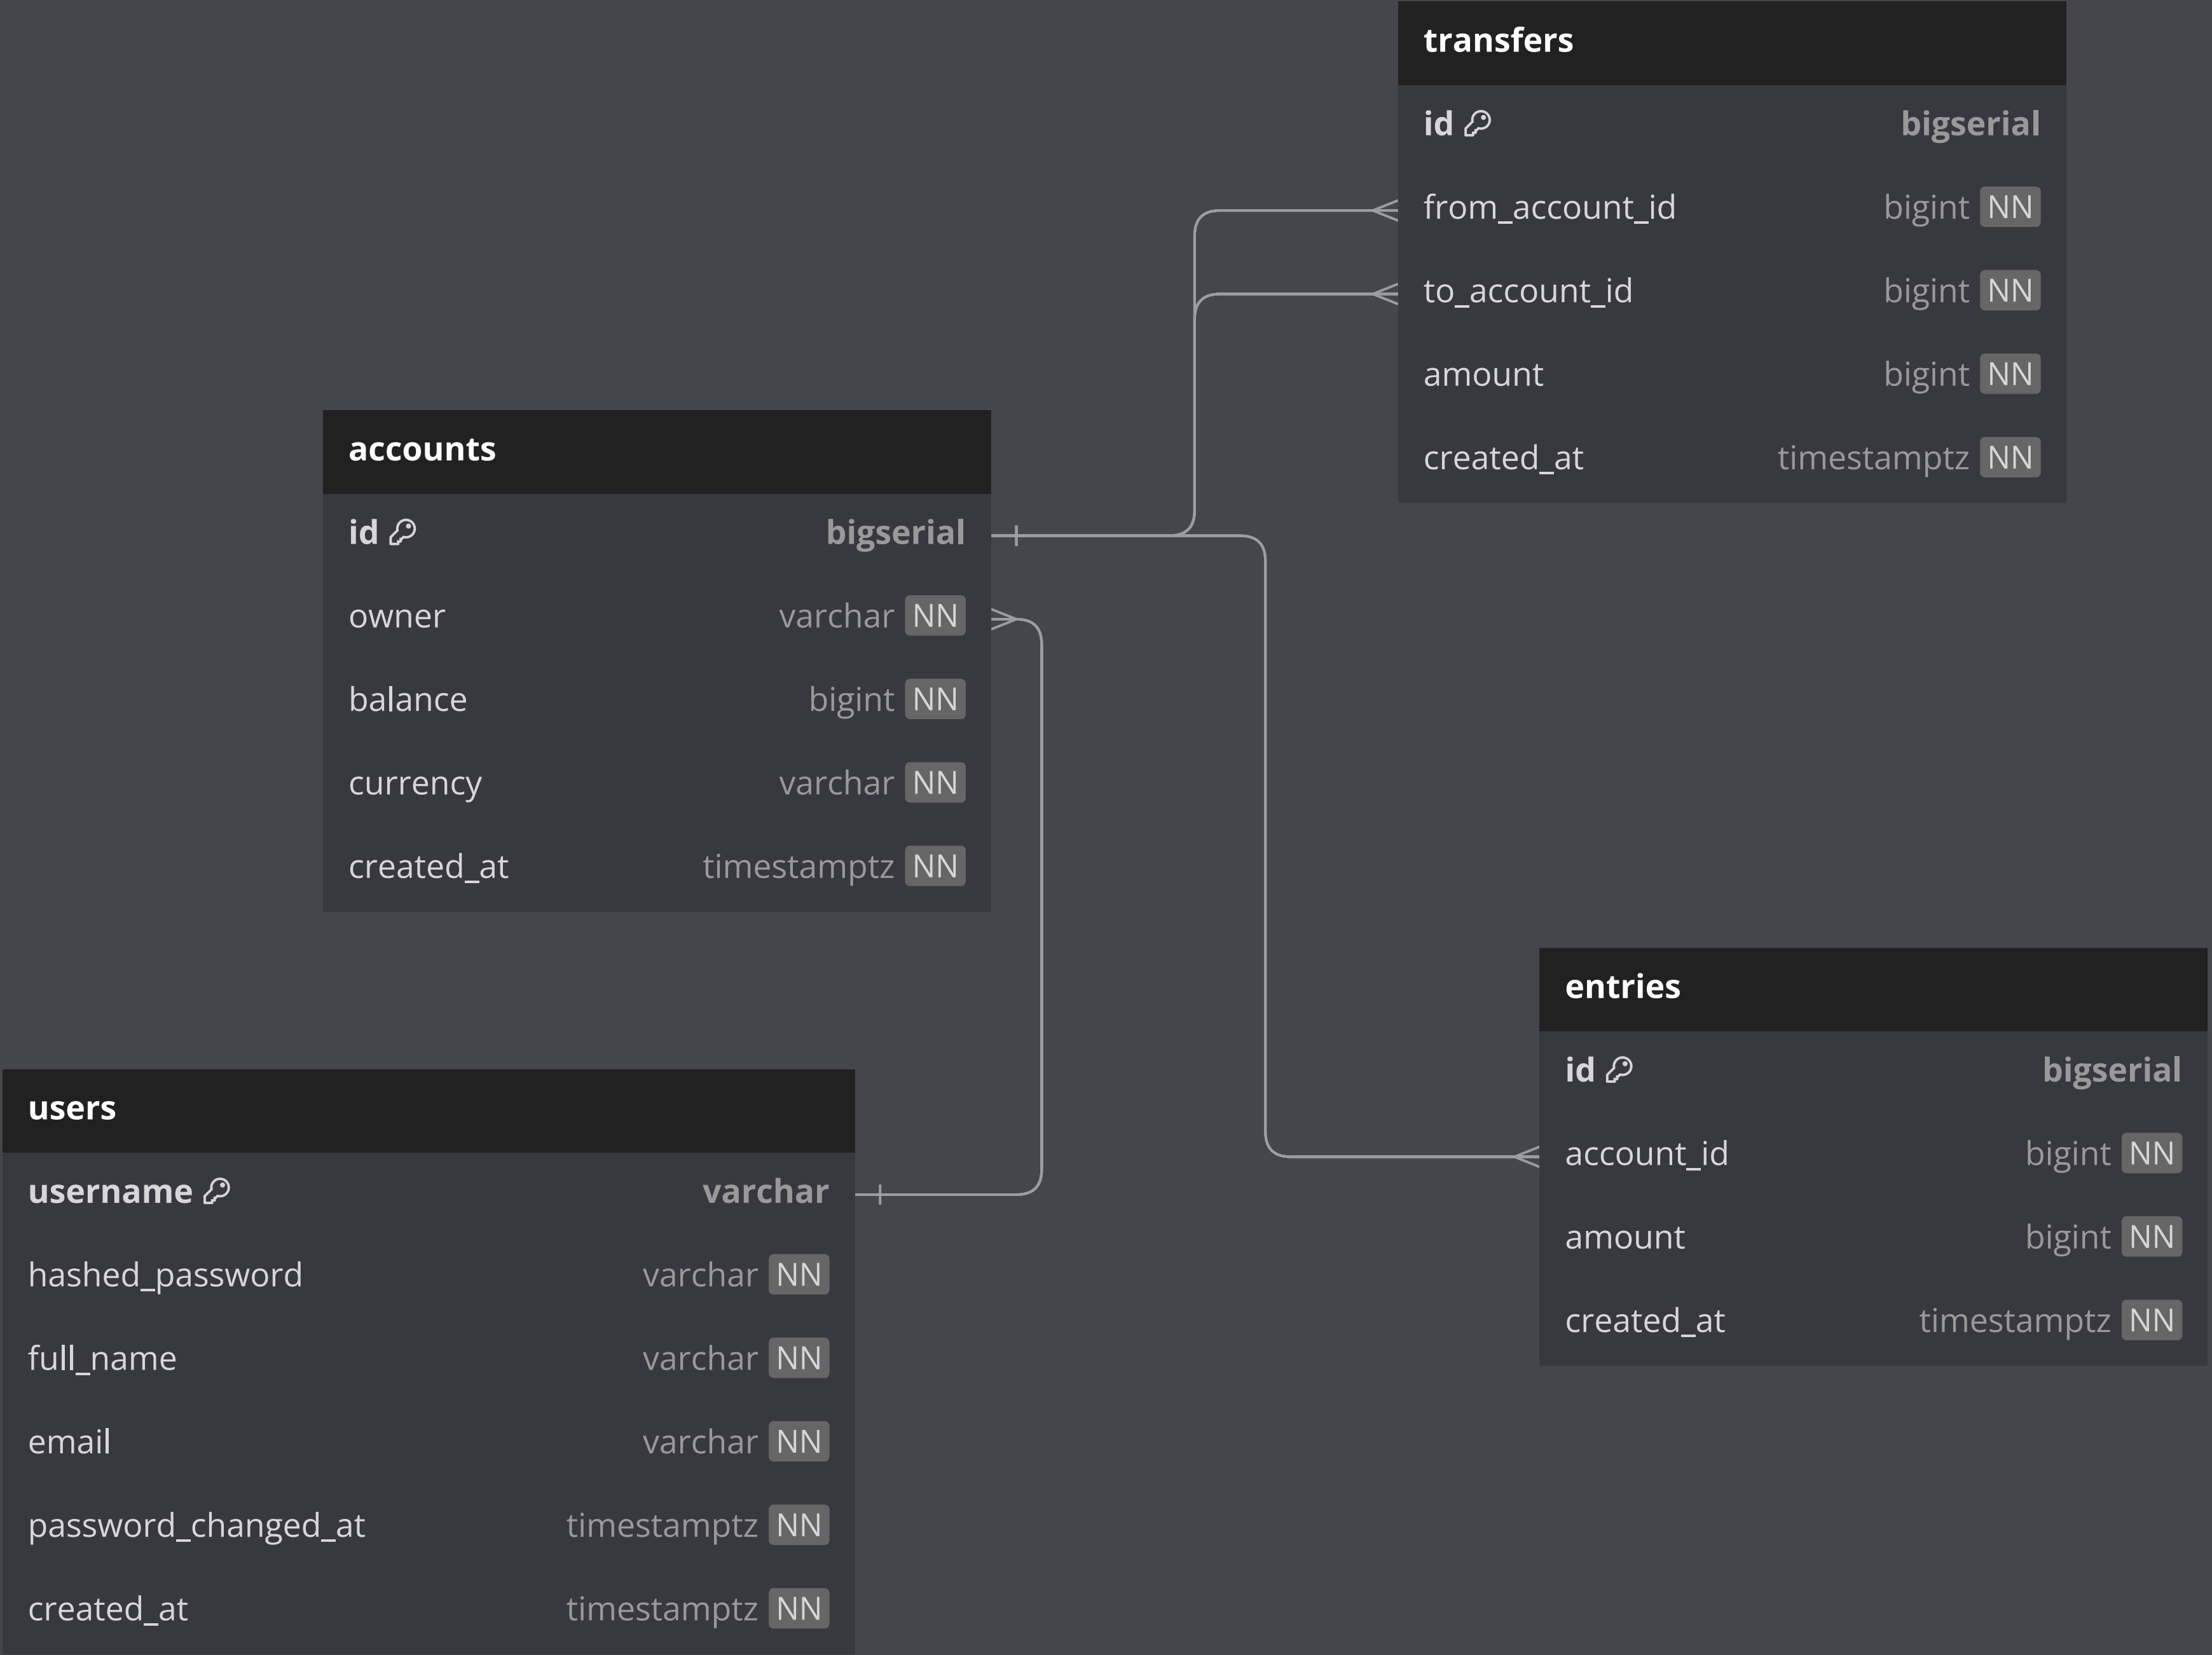 transfers
id bigserial
from_account_id bigint NN
to_account_id bigint NN
amount bigint NN
created_at timestamptz NN
accounts
id bigserial
owner varchar NN
balance bigint NN
currency varchar NN
created_at timestamptz NN
entries
id bigserial
account_id bigint NN
amount bigint NN
created_at timestamptz NN
users
username varchar
hashed_password varchar NN
full_name varchar NN
email varchar NN
password_changed_at timestamptz NN
created_at timestamptz NN